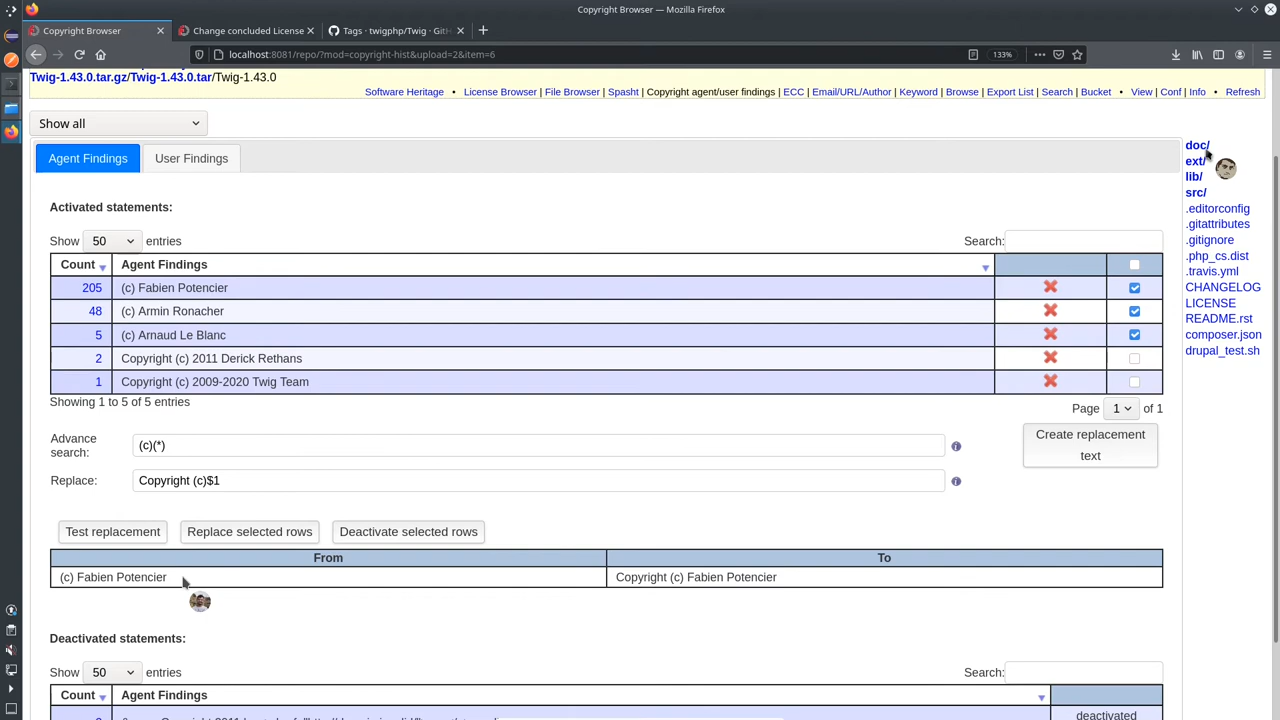 Copyright Browser — Mozilla Firefox
Copyright Browser
Change concluded License
Tags · twigphp/Twig · GitH
localhost:8081/repo/?mod=copyright-hist&upload=2&item=6
133%
Twig-1.43.0.tar.gz/Twig-1.43.0.tar/Twig-1.43.0
Software Heritage • License Browser | File Browser | Spasht | Copyright agent/user findings | ECC | Email/URL/Author | Keyword | Browse | Export List | Search | Bucket • View | Conf | Info • Refresh
Show all
Agent Findings User Findings
Activated statements:
Show 50 entries Search:
Count Agent Findings
205 (c) Fabien Potencier
48 (c) Armin Ronacher
5 (c) Arnaud Le Blanc
2 Copyright (c) 2011 Derick Rethans
1 Copyright (c) 2009-2020 Twig Team
Showing 1 to 5 of 5 entries
Page 1 of 1
Advance
search:
(c)(*)
Create replacement
text
Replace: Copyright (c)$1
Test replacement Replace selected rows Deactivate selected rows
From To
(c) Fabien Potencier Copyright (c) Fabien Potencier
Deactivated statements:
Show 50 entries Search:
Count Agent Findings
deactivated
doc/
ext/
lib/
src/
.editorconfig
.gitattributes
.gitignore
.php_cs.dist
.travis.yml
CHANGELOG
LICENSE
README.rst
composer.json
drupal_test.sh